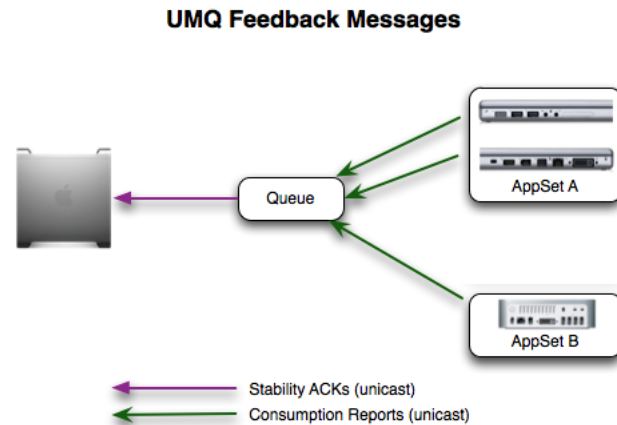 UMQ Feedback Messages
AppSet A
Queue
AppSet B
Stability ACKs (unicast)
Consumption Reports (unicast)